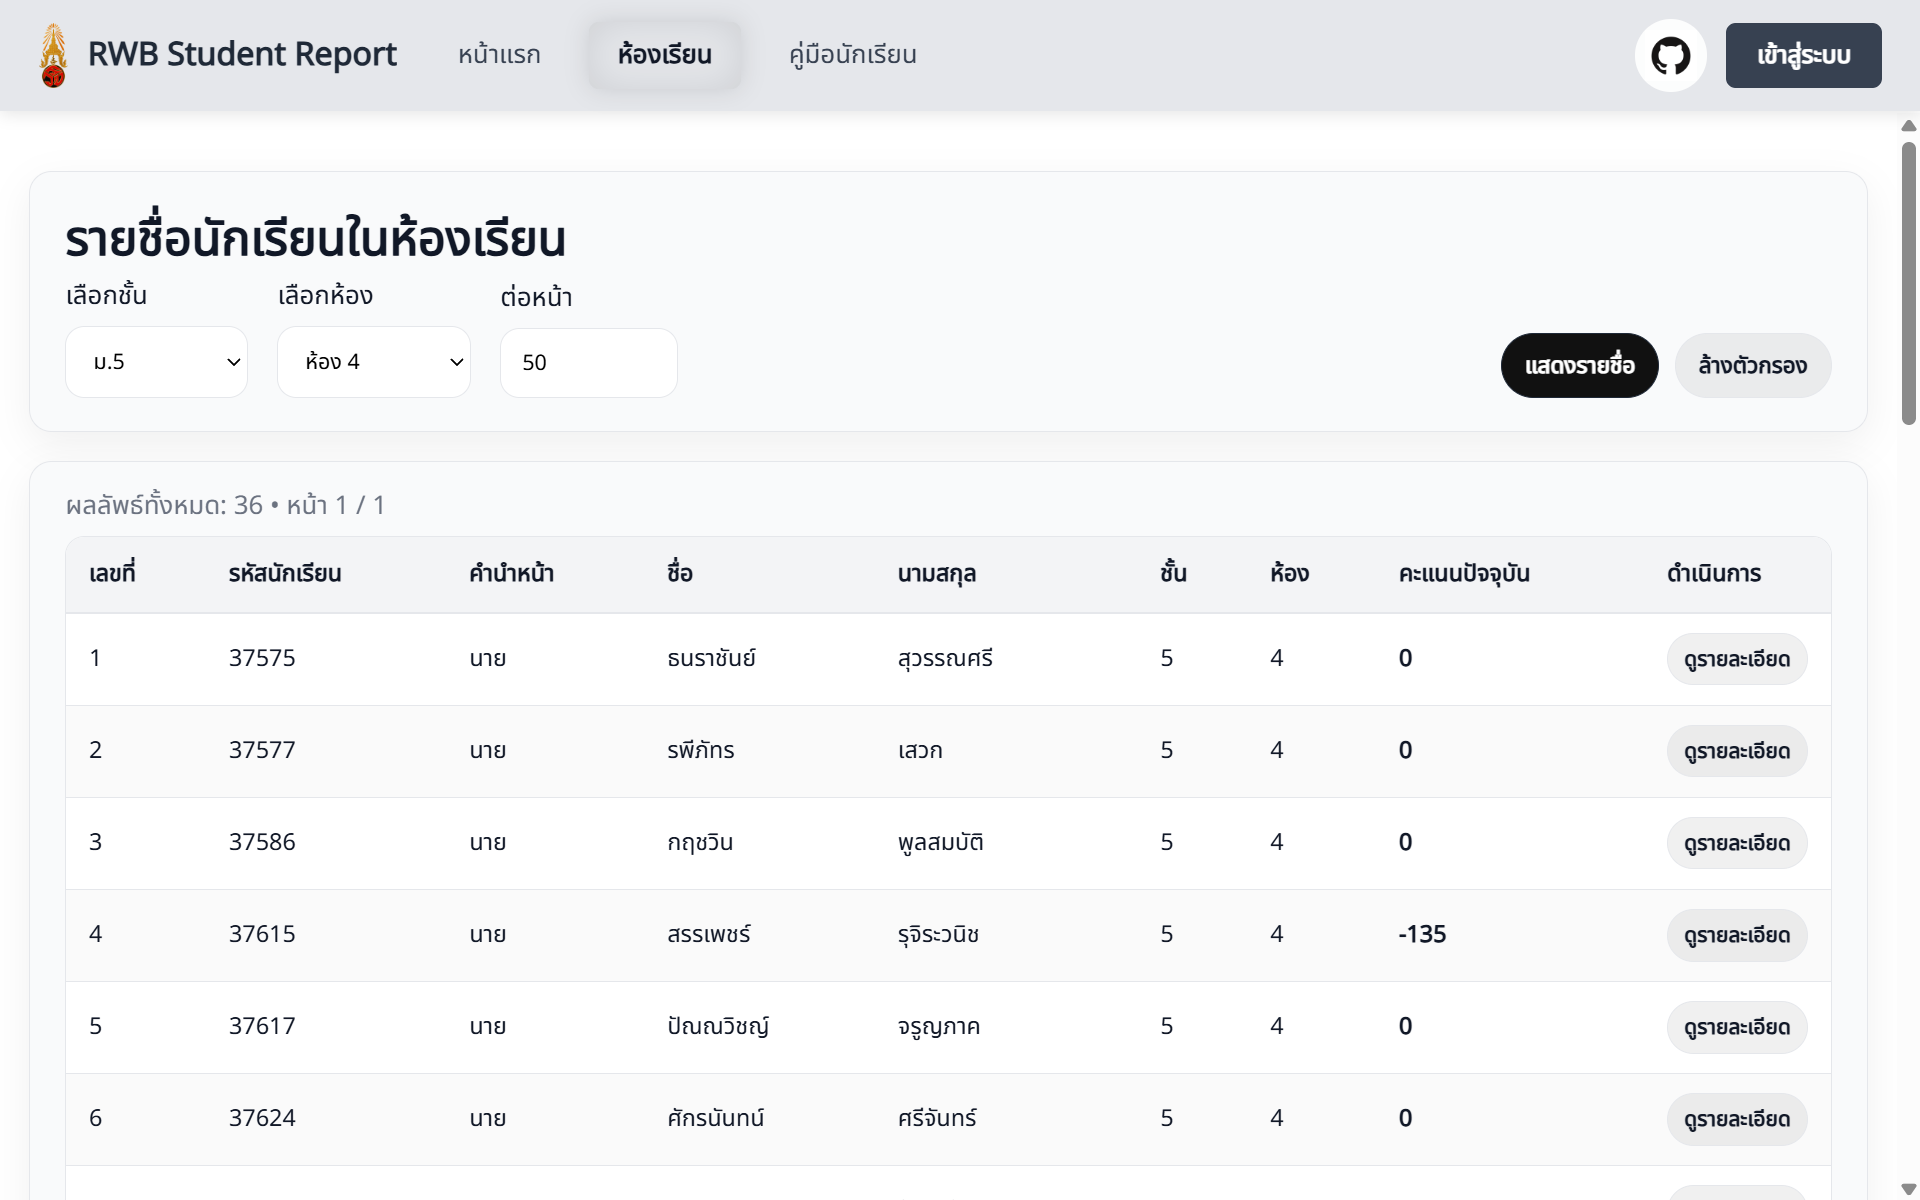 RWB Student Report หน้าแรก ห้องเรียน คู่มือนักเรียน เข้าสู่ระบบ
รายชื่อนักเรียนในห้องเรียน
เลือกชั้น เลือกห้อง ต่อหน้า
ม.5 ห้อง 4 50 แสดงรายชื่อ ล้างตัวกรอง
ผลลัพธ์ทั้งหมด: 36 • หน้า 1 / 1
เลขที่ รหัสนักเรียน คำนำหน้า ชื่อ นามสกุล ชั้น ห้อง คะแนนปัจจุบัน ดำเนินการ
1 37575 นาย ธนราชันย์ สุวรรณศรี 5 4 0 ดูรายละเอียด
2 37577 นาย รพีภัทร เสวก 5 4 0 ดูรายละเอียด
3 37586 นาย กฤชวิน พูลสมบัติ 5 4 0 ดูรายละเอียด
4 37615 นาย สรรเพชร์ รุจิระวนิช 5 4 -135 ดูรายละเอียด
5 37617 นาย ปัณณวิชญ์ จรูญภาค 5 4 0 ดูรายละเอียด
6 37624 นาย ศักรนันทน์ ศรีจันทร์ 5 4 0 ดูรายละเอียด